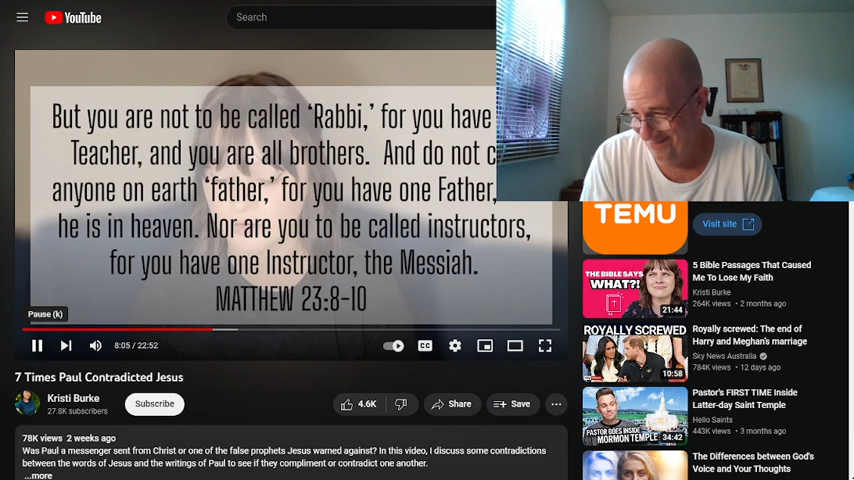 YouTube
Search
But you are not to be called ‘Rabbi,’ for you have
Teacher, and you are all brothers. And do not c
anyone on earth ‘father,’ for you have one Father,
he is in heaven. Nor are you to be called instructors,
for you have one Instructor, the Messiah.
MATTHEW 23:8-10
Pause (k)
8:05 / 22:52
CC
7 Times Paul Contradicted Jesus
Kristi Burke
27.8K subscribers
Subscribe
4.6K
Share
Save
78K views 2 weeks ago
Was Paul a messenger sent from Christ or one of the false prophets Jesus warned against? In this video, I discuss some contradictions
between the words of Jesus and the writings of Paul to see if they compliment or contradict one another.
...more
TEMU
Visit site
THE BIBLE SAYS
WHAT?!
21:44
5 Bible Passages That Caused
Me To Lose My Faith
Kristi Burke
264K views • 2 months ago
ROYALLY SCREWED
10:58
Royally screwed: The end of
Harry and Meghan's marriage
Sky News Australia
784K views • 12 days ago
PASTOR GOES INSIDE
MORMON TEMPLE
34:42
Pastor's FIRST TIME Inside
Latter-day Saint Temple
Hello Saints
443K views • 3 months ago
The Differences between God's
Voice and Your Thoughts